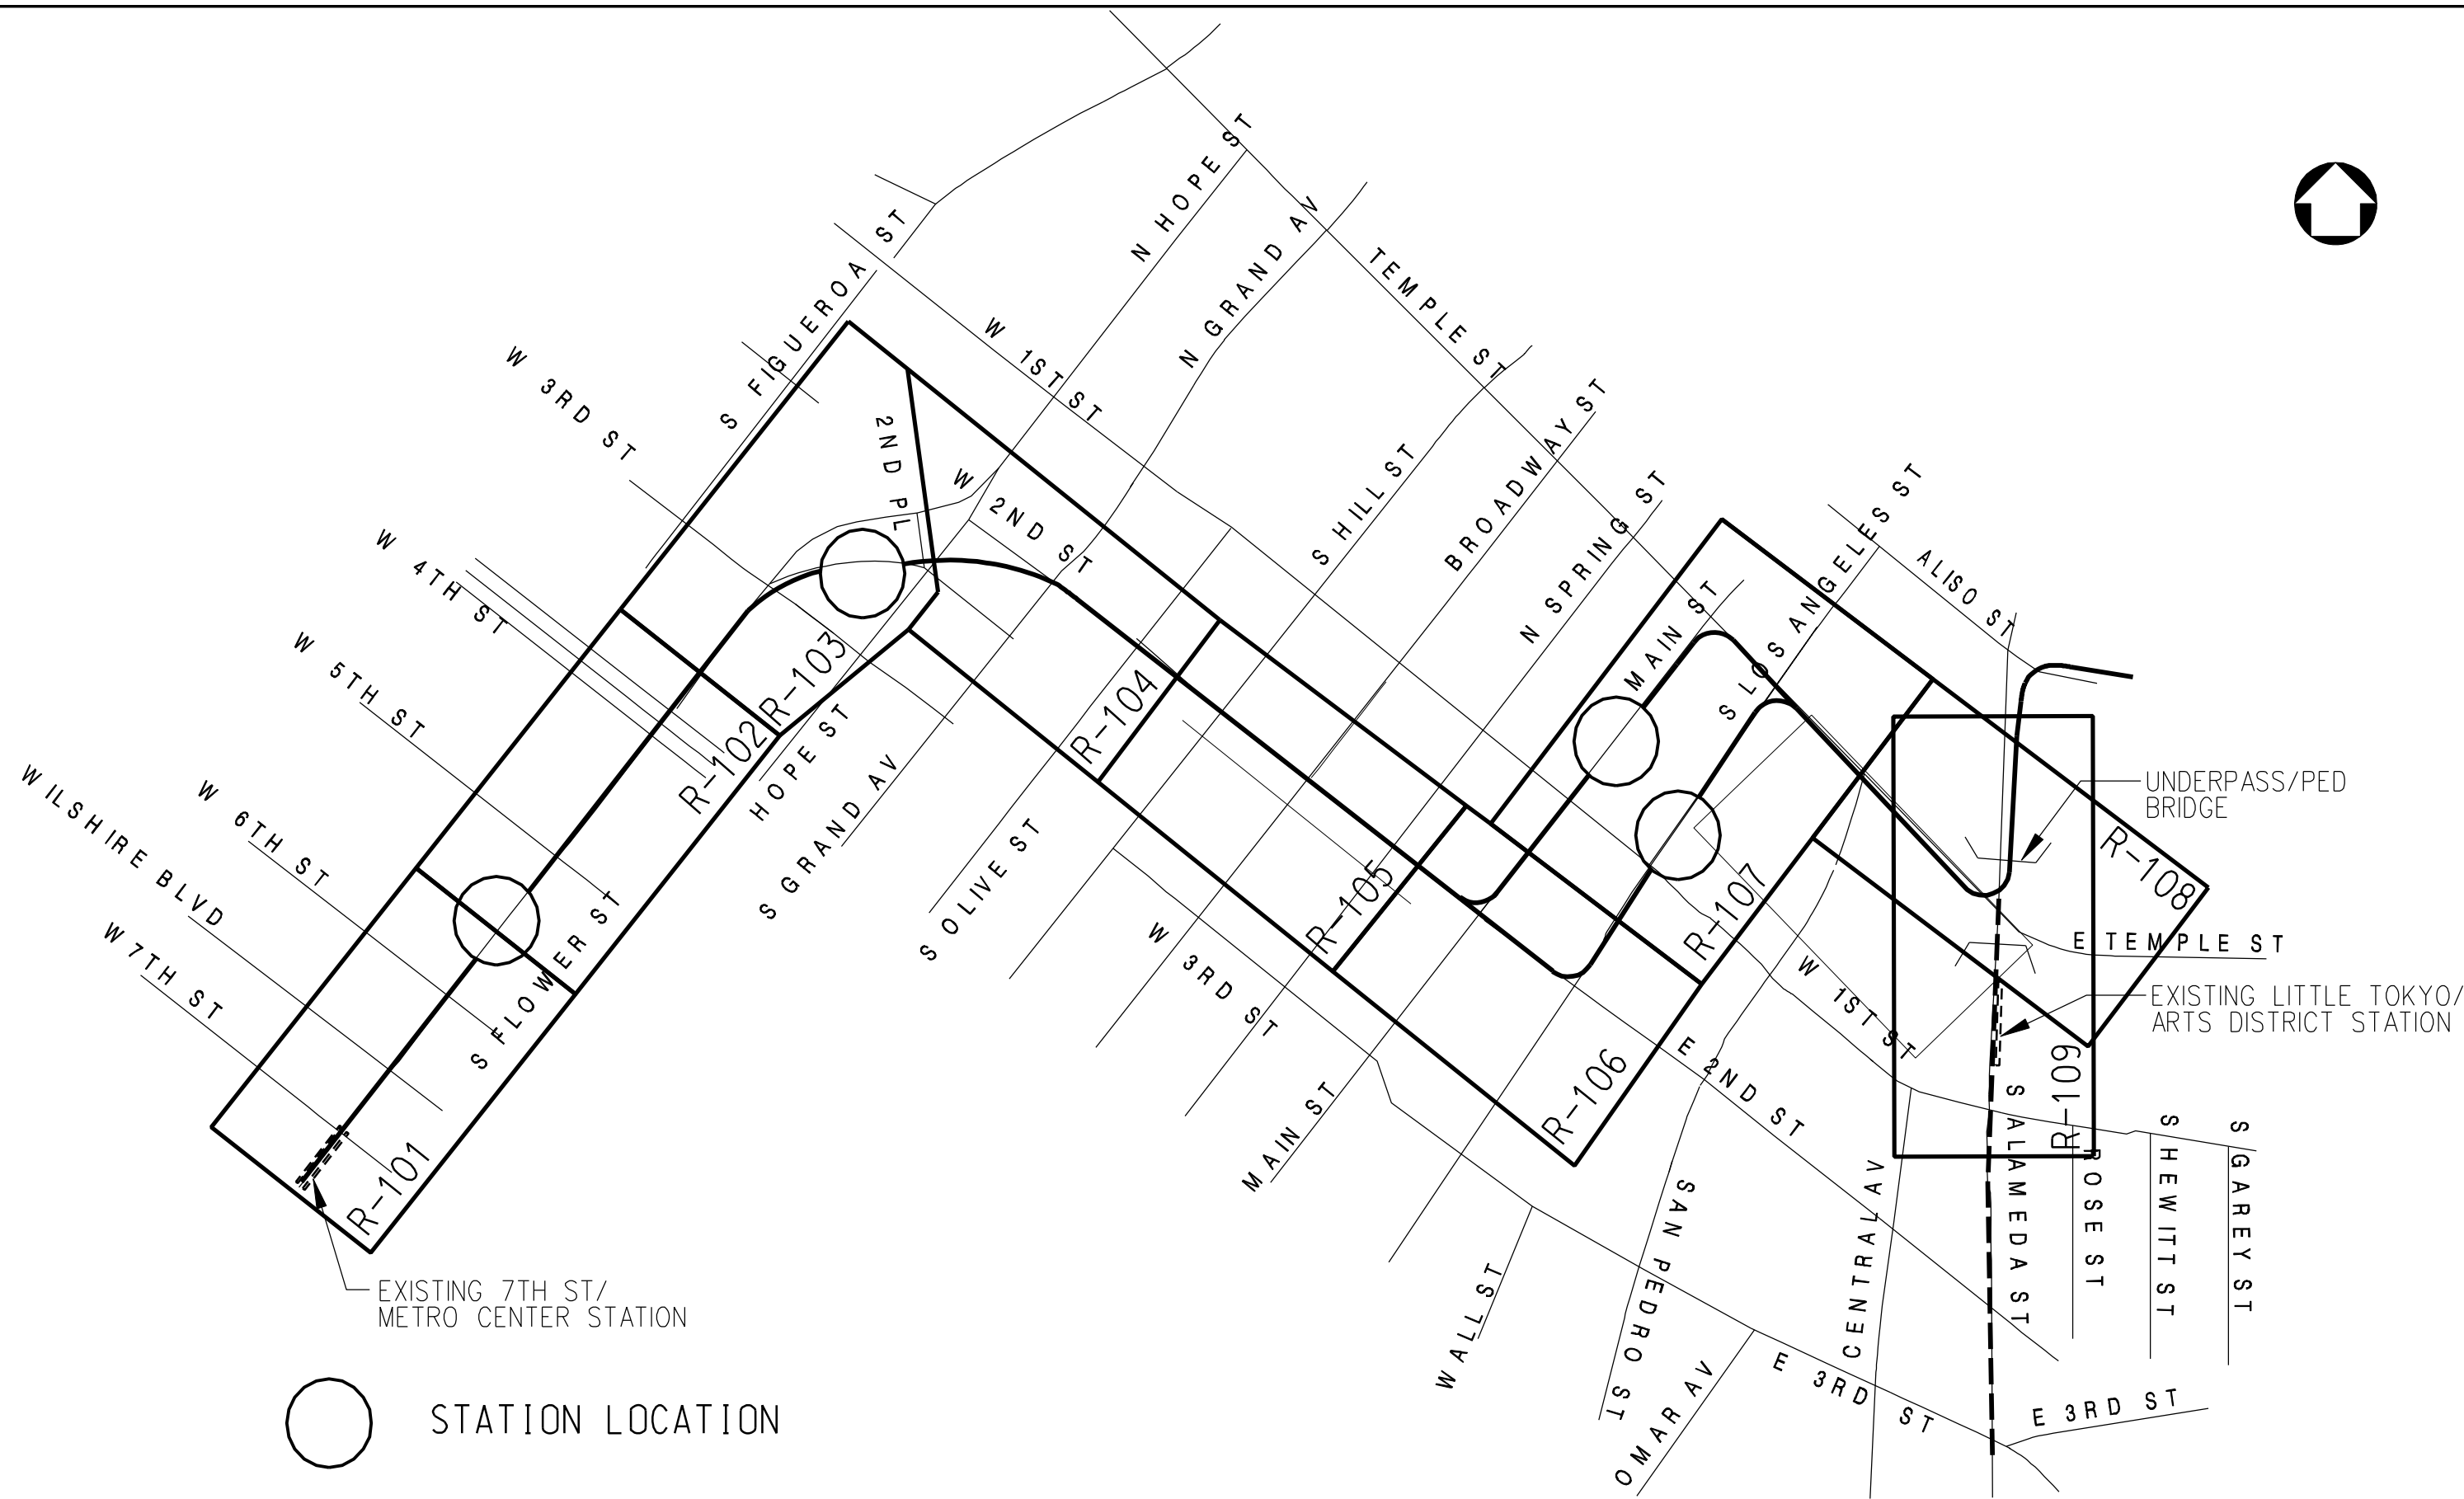 S FIGUEROA ST
N HOPE ST
N GRAND AV
TEMPLE ST
W 1ST ST
W 3RD ST
2ND PL
W 2ND ST
S HILL ST
BROADWAY ST
N SPRING ST
MAIN ST
S LOS ANGELES ST
ALISO ST
W 4TH ST
W 5TH ST
W 6TH ST
WILSHIRE BLVD
W 7TH ST
R-103
R-102
R-104
HOPE ST
S GRAND AV
S OLIVE ST
S FLOWER ST
R-101
R-105
R-107
R-106
R-108
UNDERPASS/PED
BRIDGE
E TEMPLE ST
EXISTING LITTLE TOKYO/
ARTS DISTRICT STATION
W 3RD ST
W 1ST ST
E 2ND ST
R-109
MAIN ST
WALL ST
SAN PEDRO ST
OMAR AV
CENTRAL AV
S ALAMEDA ST
ROSE ST
S HEWITT ST
S GAREY ST
E 3RD ST
E 3RD ST
EXISTING 7TH ST/
METRO CENTER STATION
STATION LOCATION